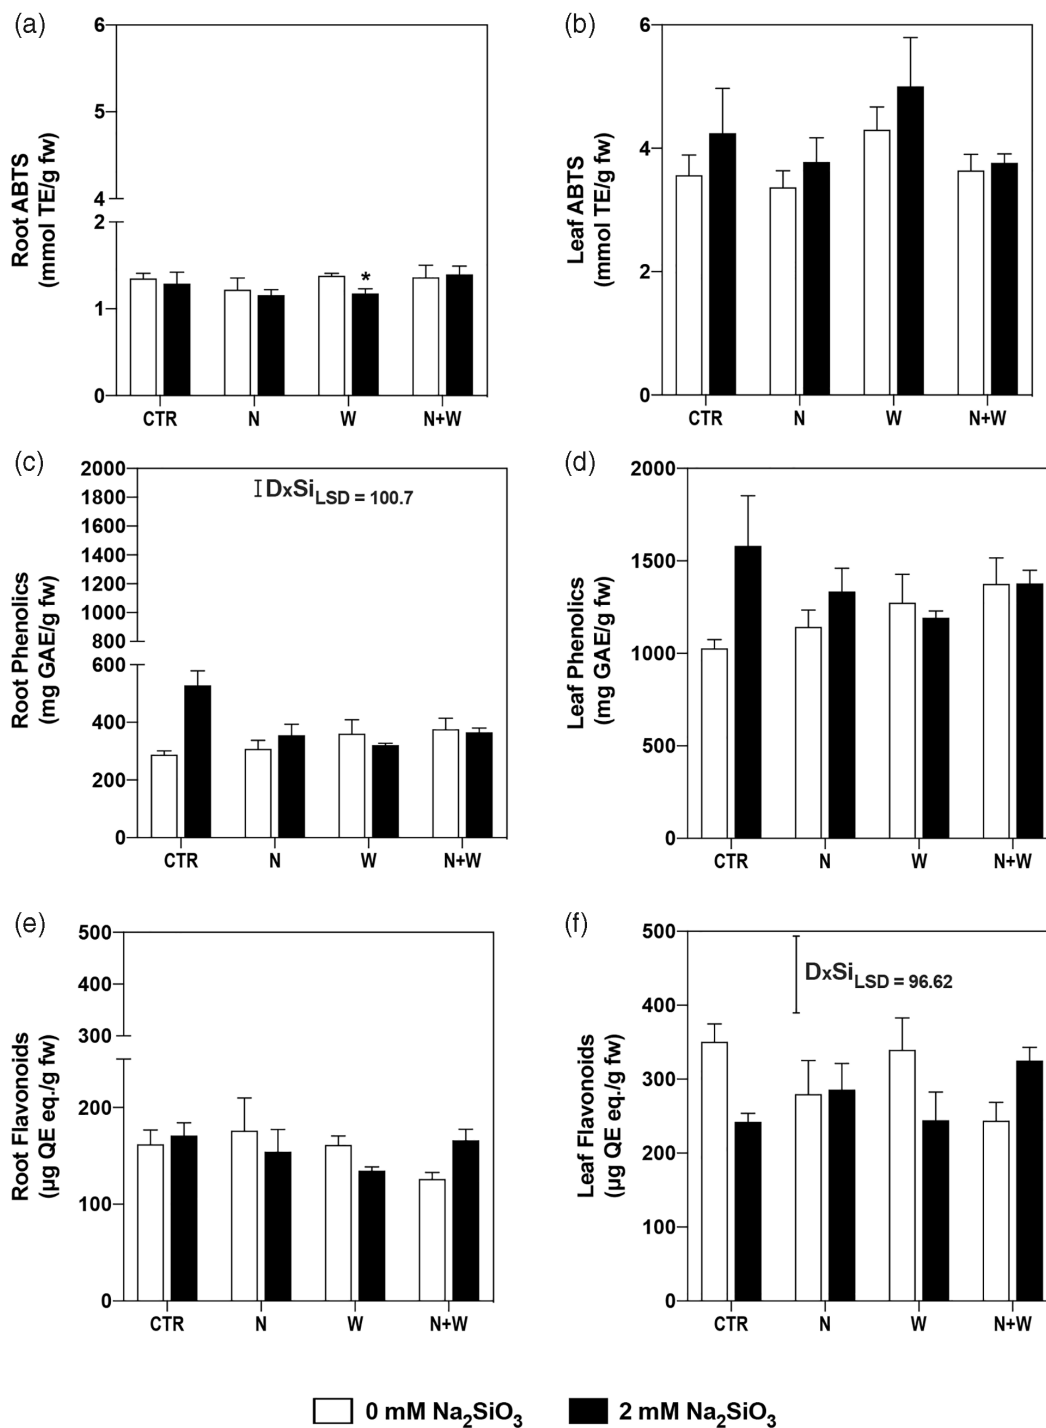 (a)
6
5
4
2
1
0
Root ABTS
(mmol TE/g fw)
*
CTR N W N+W
(b)
6
4
2
0
Leaf ABTS
(mmol TE/g fw)
CTR N W N+W
(c)
2000
1800
1600
1400
1200
1000
800
600
400
200
0
Root Phenolics
(mg GAE/g fw)
DxSi LSD = 100.7
CTR N W N+W
(d)
2000
1500
1000
500
0
Leaf Phenolics
(mg GAE/g fw)
CTR N W N+W
(e)
500
400
300
200
100
0
Root Flavonoids
(µg QE eq./g fw)
CTR N W N+W
(f)
500
400
300
200
100
0
Leaf Flavonoids
(µg QE eq./g fw)
DxSi LSD = 96.62
CTR N W N+W
0 mM Na₂SiO₃ 2 mM Na₂SiO₃